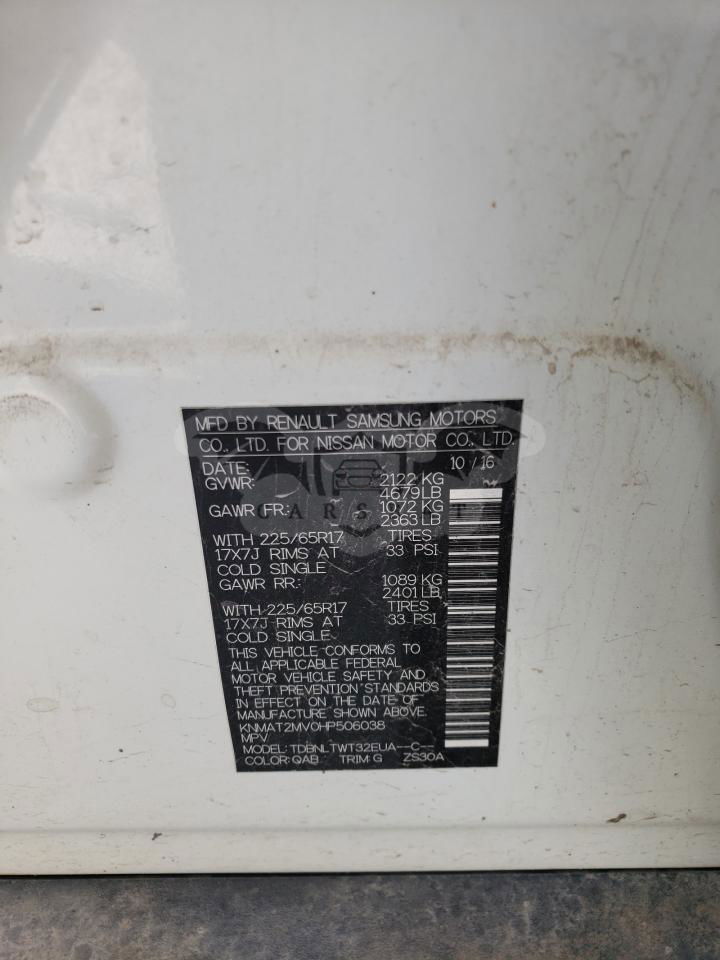 MFD BY RENAULT SAMSUNG MOTORS
CO., LTD. FOR NISSAN MOTOR CO., LTD.
DATE: 10 / 16
GVWR: 2122 KG
4679 LB
GAWR FR: 1072 KG
2363 LB
WITH 225/65R17 TIRES
17X7J RIMS AT 33 PSI
COLD SINGLE
GAWR RR: 1089 KG
2401 LB
WITH 225/65R17 TIRES
17X7J RIMS AT 33 PSI
COLD SINGLE
THIS VEHICLE CONFORMS TO
ALL APPLICABLE FEDERAL
MOTOR VEHICLE SAFETY AND
THEFT PREVENTION STANDARDS
IN EFFECT ON THE DATE OF
MANUFACTURE SHOWN ABOVE.
KNMAT2MV0HP506038
MPV
MODEL: TDBNLTWT32EUA--C--
COLOR: QAB TRIM: G ZS30A